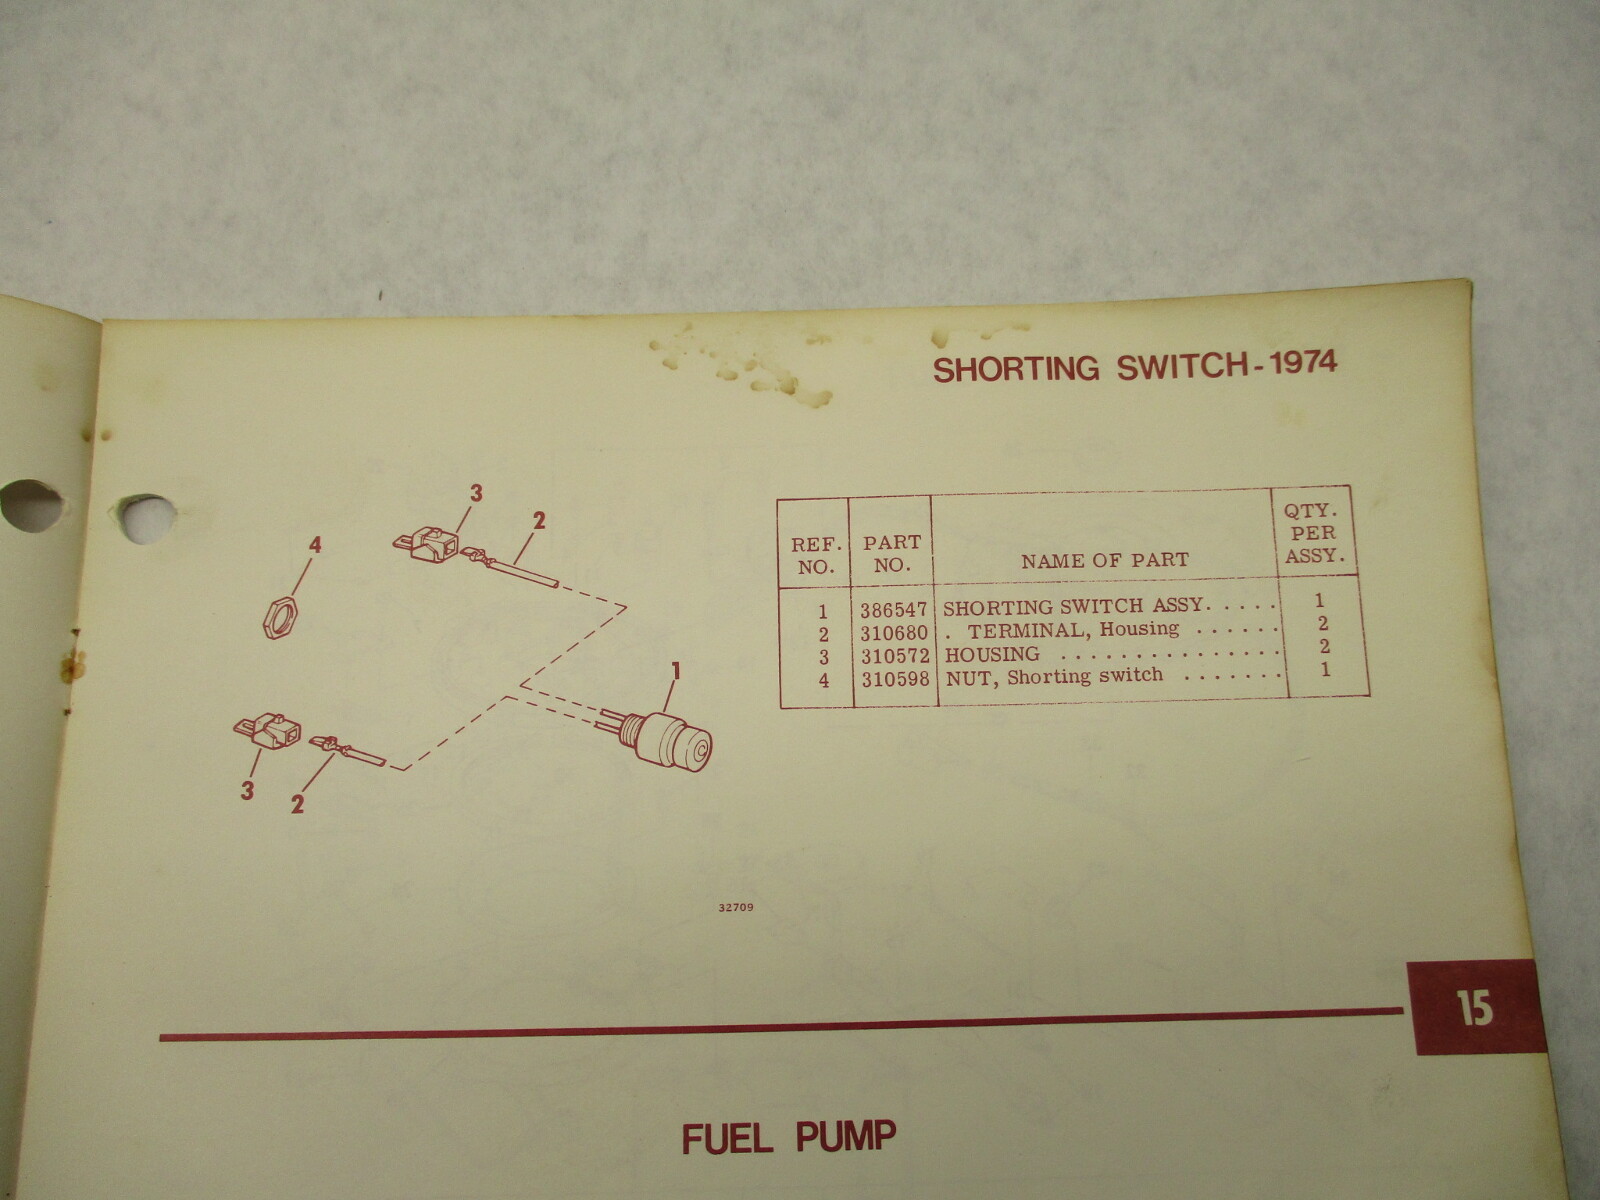 SHORTING SWITCH-1974
3
2
4
1
3
2
REF. NO. PART NO. NAME OF PART QTY. PER ASSY.
1 386547 SHORTING SWITCH ASSY. . . . . 1
2 310680 . TERMINAL, Housing . . . . . . 2
3 310572 HOUSING . . . . . . . . . . . . . . . 2
4 310598 NUT, Shorting switch . . . . . . . 1
32709
15
FUEL PUMP